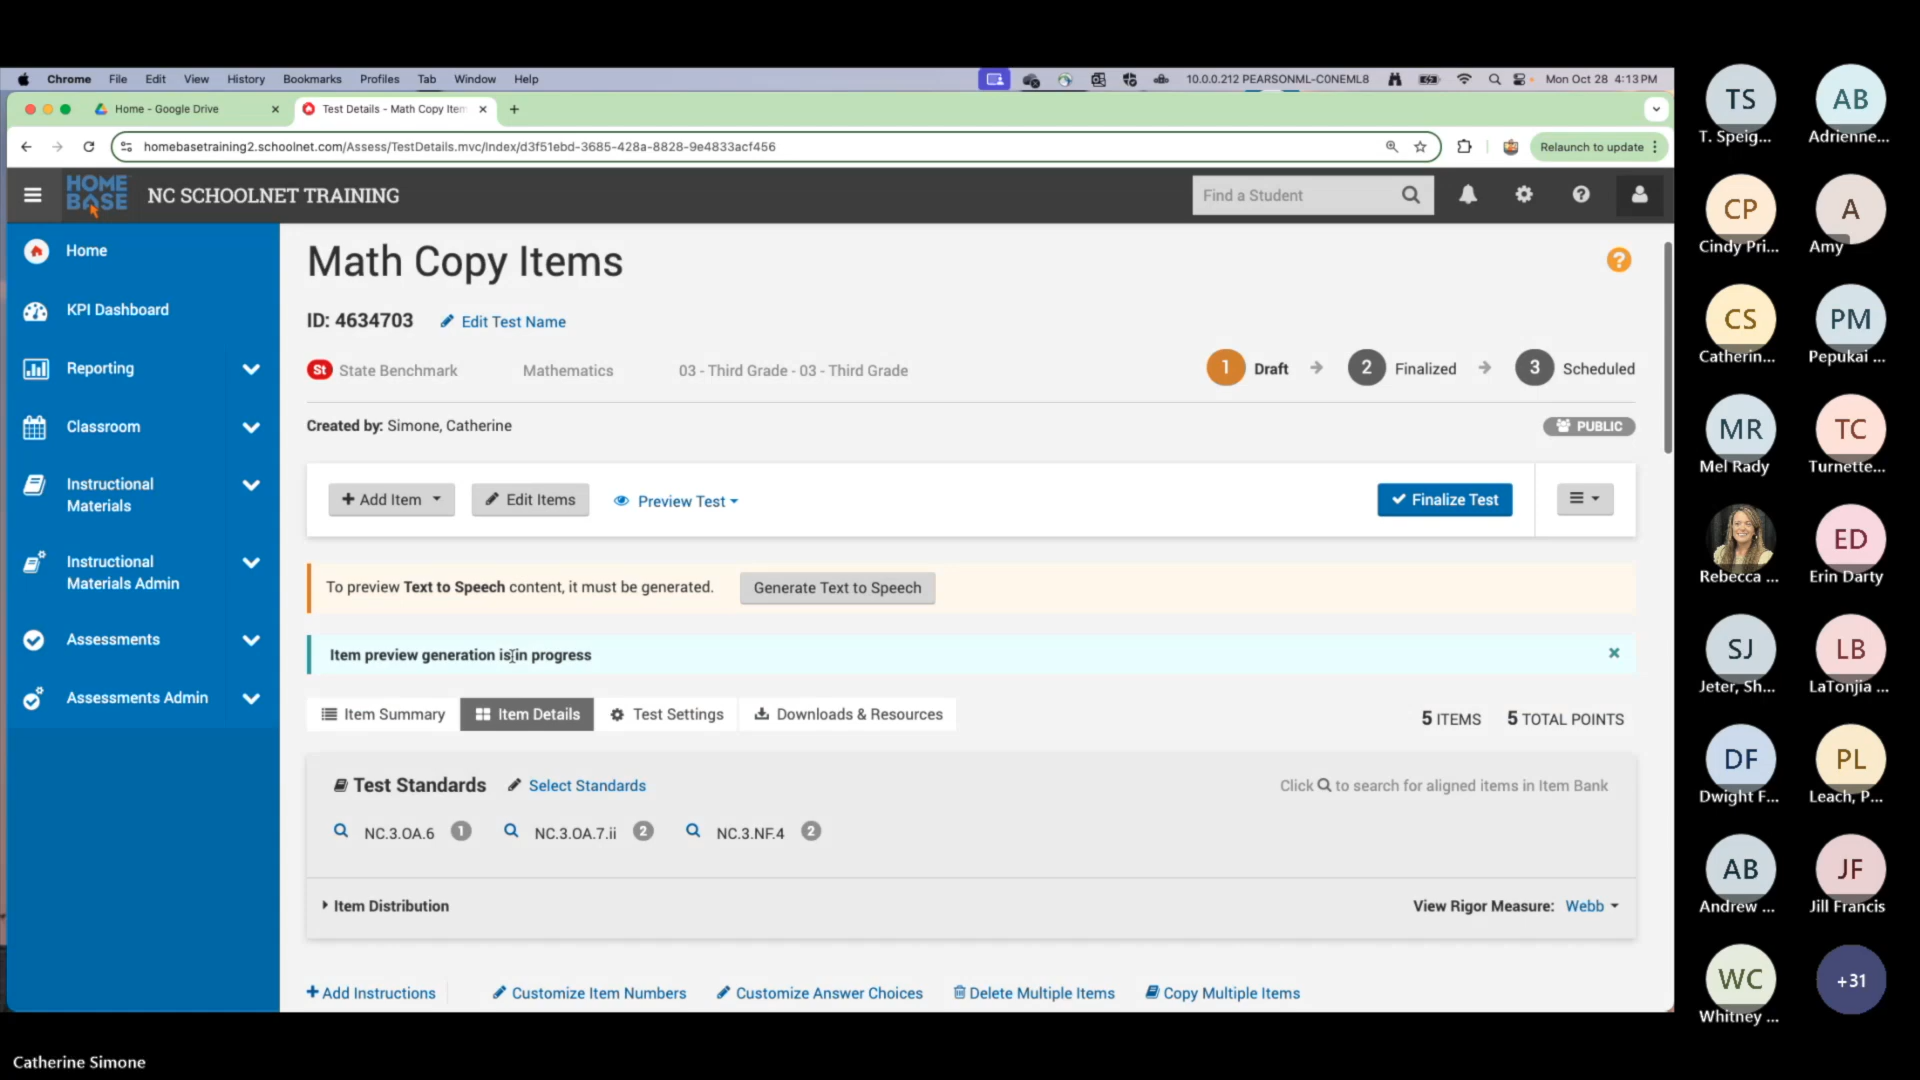 Chrome File Edit View History Bookmarks Profiles Tab Window Help
10.0.0.212 PEARSONML-C0NEML8
Mon Oct 28 4:13 PM
Home - Google Drive
Test Details - Math Copy Item
homebasetraining2.schoolnet.com/Assess/TestDetails.mvc/Index/d3f51ebd-3685-428a-8828-9e4833acf456
Relaunch to update
HOME BASE
NC SCHOOLNET TRAINING
Find a Student
Home
KPI Dashboard
Reporting
Classroom
Instructional
Materials
Instructional
Materials Admin
Assessments
Assessments Admin
Math Copy Items
ID: 4634703 Edit Test Name
St State Benchmark Mathematics 03 - Third Grade - 03 - Third Grade
1 Draft 2 Finalized 3 Scheduled
Created by: Simone, Catherine
PUBLIC
+ Add Item Edit Items Preview Test Finalize Test
To preview Text to Speech content, it must be generated. Generate Text to Speech
Item preview generation is in progress
Item Summary Item Details Test Settings Downloads & Resources
5 ITEMS 5 TOTAL POINTS
Test Standards Select Standards
Click to search for aligned items in Item Bank
NC.3.OA.6 1 NC.3.OA.7.ii 2 NC.3.NF.4 2
Item Distribution
View Rigor Measure: Webb
+ Add Instructions Customize Item Numbers Customize Answer Choices Delete Multiple Items Copy Multiple Items
TS AB
T. Speig... Adrienne...
CP A
Cindy Pri... Amy
CS PM
Catherin... Pepukai ...
MR TC
Mel Rady Turnette...
ED
Rebecca ... Erin Darty
SJ LB
Jeter, Sh... LaTonjia ...
DF PL
Dwight F... Leach, P...
AB JF
Andrew ... Jill Francis
WC +31
Whitney ...
Catherine Simone